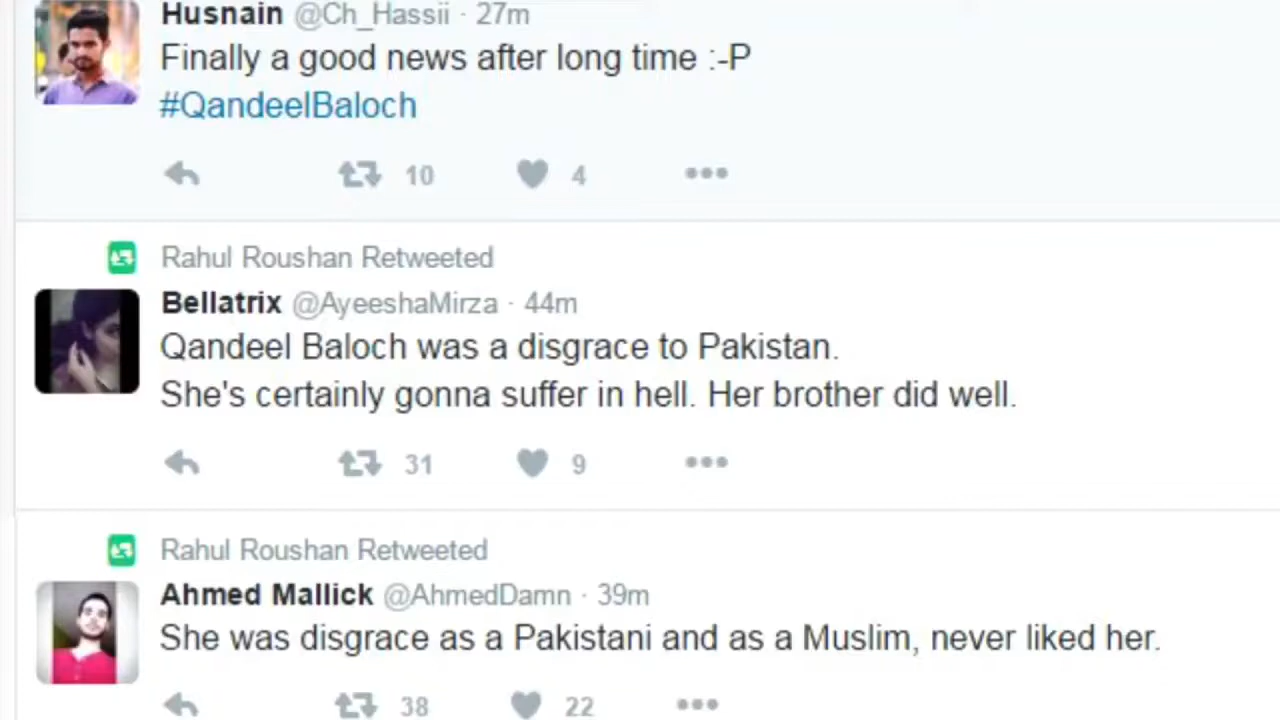 Husnain @Ch_Hassii · 27m
Finally a good news after long time :-P
#QandeelBaloch
10 4 •••
Rahul Roushan Retweeted
Bellatrix @AyeeshaMirza · 44m
Qandeel Baloch was a disgrace to Pakistan.
She's certainly gonna suffer in hell. Her brother did well.
31 9 •••
Rahul Roushan Retweeted
Ahmed Mallick @AhmedDamn · 39m
She was disgrace as a Pakistani and as a Muslim, never liked her.
38 22 •••